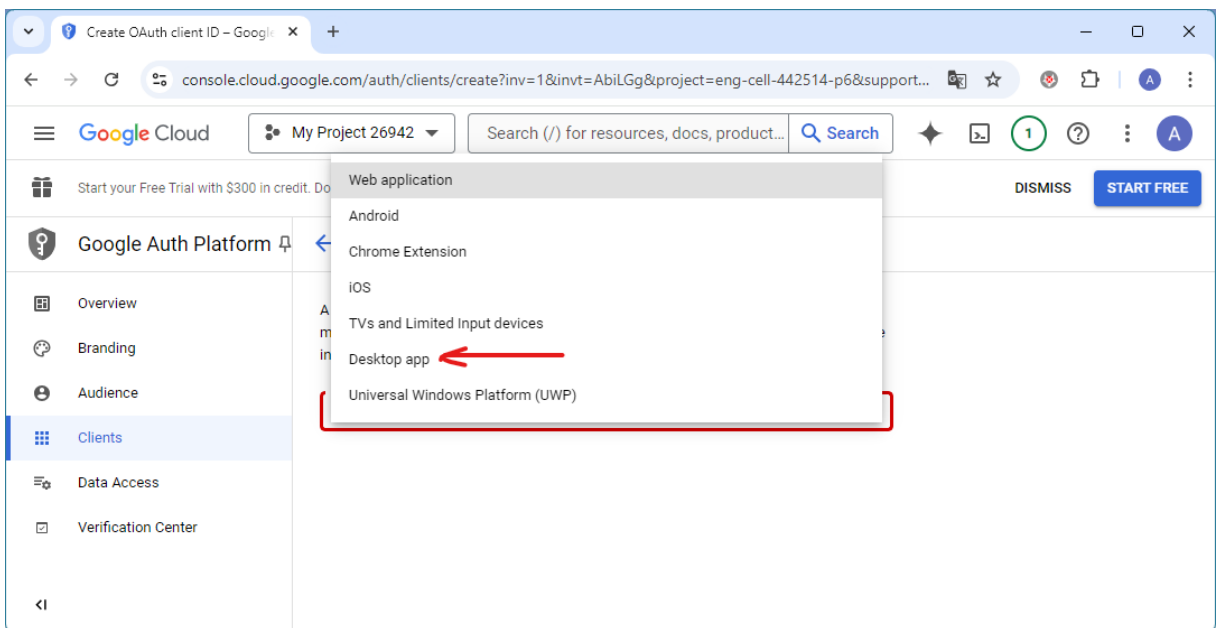 Create OAuth client ID – Google
console.cloud.google.com/auth/clients/create?inv=1&invt=AbiLGg&project=eng-cell-442514-p6&support...
A
Google Cloud
My Project 26942
Search (/) for resources, docs, product...
Search
1
A
Start your Free Trial with $300 in credit. Do
DISMISS
START FREE
Web application
Android
Chrome Extension
iOS
TVs and Limited Input devices
Desktop app
Universal Windows Platform (UWP)
Google Auth Platform
Overview
Branding
Audience
Clients
Data Access
Verification Center
A
in